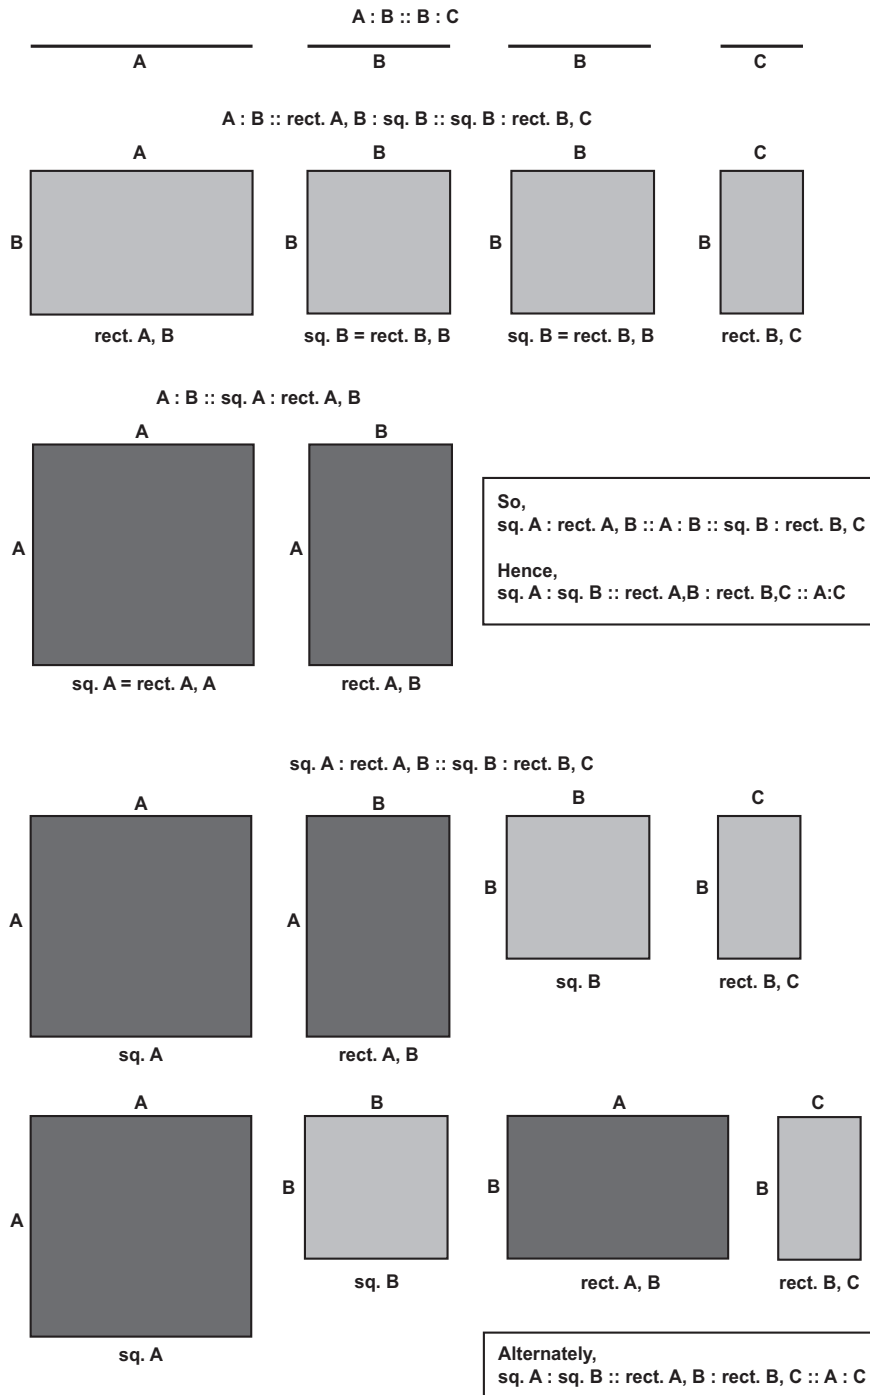 A : B :: B : C
A B B C
A : B :: rect. A, B : sq. B :: sq. B : rect. B, C
A B B C
B B B B
rect. A, B sq. B = rect. B, B sq. B = rect. B, B rect. B, C
A : B :: sq. A : rect. A, B
A B
A A
sq. A = rect. A, A rect. A, B
So,
sq. A : rect. A, B :: A : B :: sq. B : rect. B, C
Hence,
sq. A : sq. B :: rect. A,B : rect. B,C :: A:C
sq. A : rect. A, B :: sq. B : rect. B, C
A B B C
A A B B
sq. B rect. B, C
sq. A rect. A, B
A B A C
A B B B
sq. B rect. A, B rect. B, C
sq. A
Alternately,
sq. A : sq. B :: rect. A, B : rect. B, C :: A : C